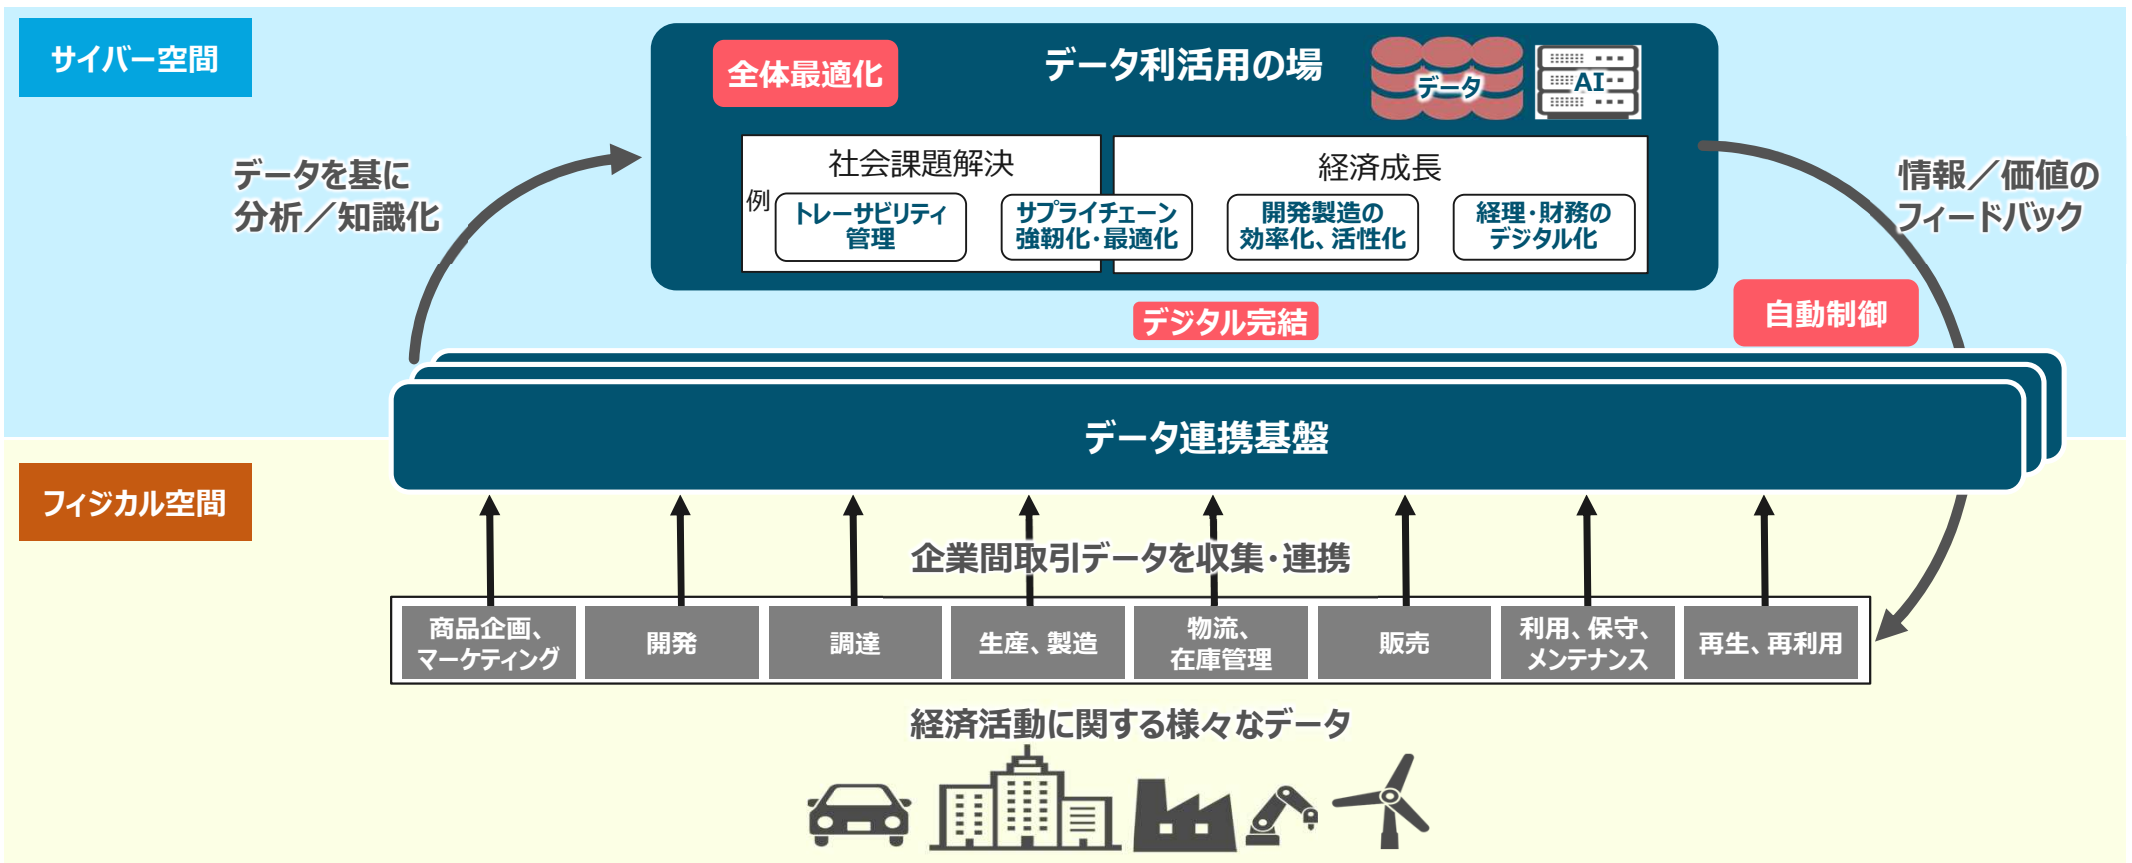 サイバー空間
全体最適化
データ利活用の場
データ
AI
データを基に
分析／知識化
社会課題解決
経済成長
例
トレーサビリティ
管理
サプライチェーン
強靭化・最適化
開発製造の
効率化、活性化
経理・財務の
デジタル化
情報／価値の
フィードバック
デジタル完結
自動制御
データ連携基盤
フィジカル空間
企業間取引データを収集・連携
商品企画、
マーケティング
開発
調達
生産、製造
物流、
在庫管理
販売
利用、保守、
メンテナンス
再生、再利用
経済活動に関する様々なデータ